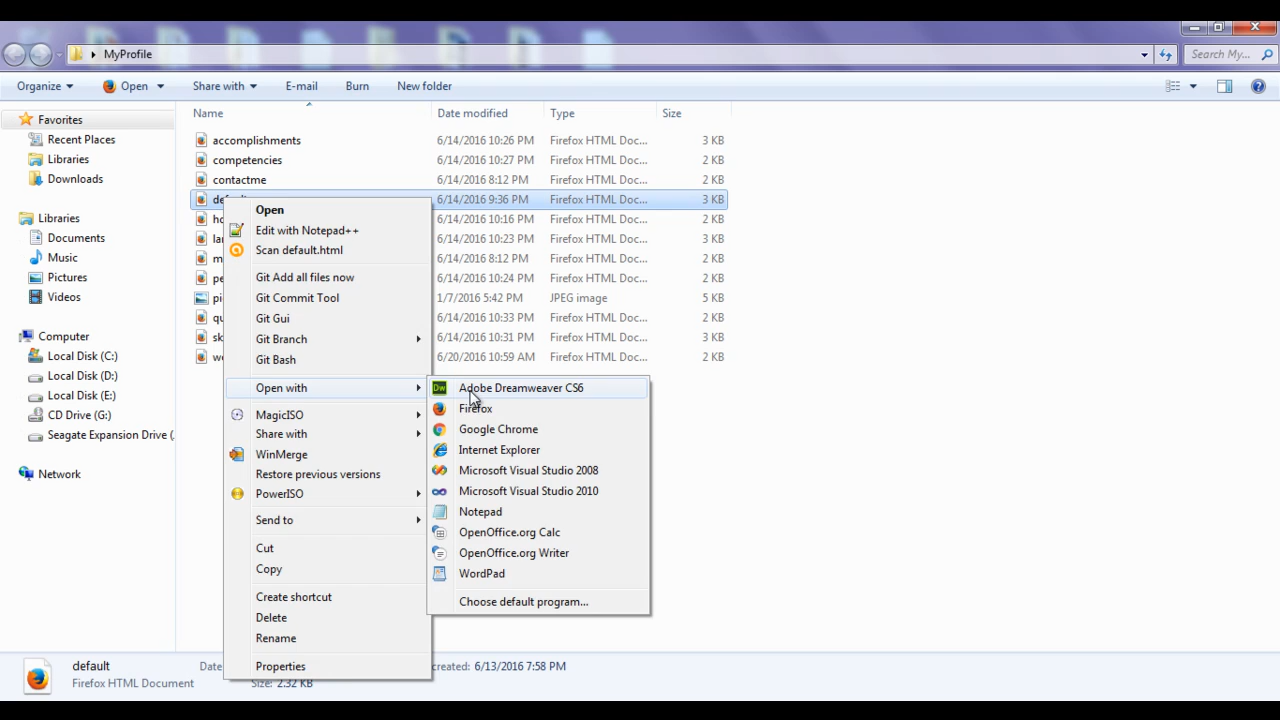 MyProfile
Search My...
Organize
Open
Share with
E-mail
Burn
New folder
Name
Date modified
Type
Size
Favorites
Recent Places
Libraries
Downloads
Libraries
Documents
Music
Pictures
Videos
Computer
Local Disk (C:)
Local Disk (D:)
Local Disk (E:)
CD Drive (G:)
Seagate Expansion Drive (
Network
accomplishments 6/14/2016 10:26 PM Firefox HTML Doc... 3 KB
competencies 6/14/2016 10:27 PM Firefox HTML Doc... 2 KB
contactme 6/14/2016 8:12 PM Firefox HTML Doc... 2 KB
6/14/2016 9:36 PM Firefox HTML Doc... 3 KB
6/14/2016 10:16 PM Firefox HTML Doc... 2 KB
6/14/2016 10:23 PM Firefox HTML Doc... 2 KB
6/14/2016 8:12 PM Firefox HTML Doc... 2 KB
6/14/2016 10:24 PM Firefox HTML Doc... 2 KB
1/7/2016 5:42 PM JPEG image 5 KB
6/14/2016 10:33 PM Firefox HTML Doc... 2 KB
6/14/2016 10:31 PM Firefox HTML Doc... 3 KB
6/20/2016 10:59 AM Firefox HTML Doc... 2 KB
Open
Edit with Notepad++
Scan default.html
Git Add all files now
Git Commit Tool
Git Gui
Git Branch
Git Bash
Open with
MagicISO
Share with
WinMerge
Restore previous versions
PowerISO
Send to
Cut
Copy
Create shortcut
Delete
Rename
Properties
Dw Adobe Dreamweaver CS6
Firefox
Google Chrome
Internet Explorer
Microsoft Visual Studio 2008
Microsoft Visual Studio 2010
Notepad
OpenOffice.org Calc
OpenOffice.org Writer
WordPad
Choose default program...
default
Firefox HTML Document
Date
created: 6/13/2016 7:58 PM
Size: 2.32 KB